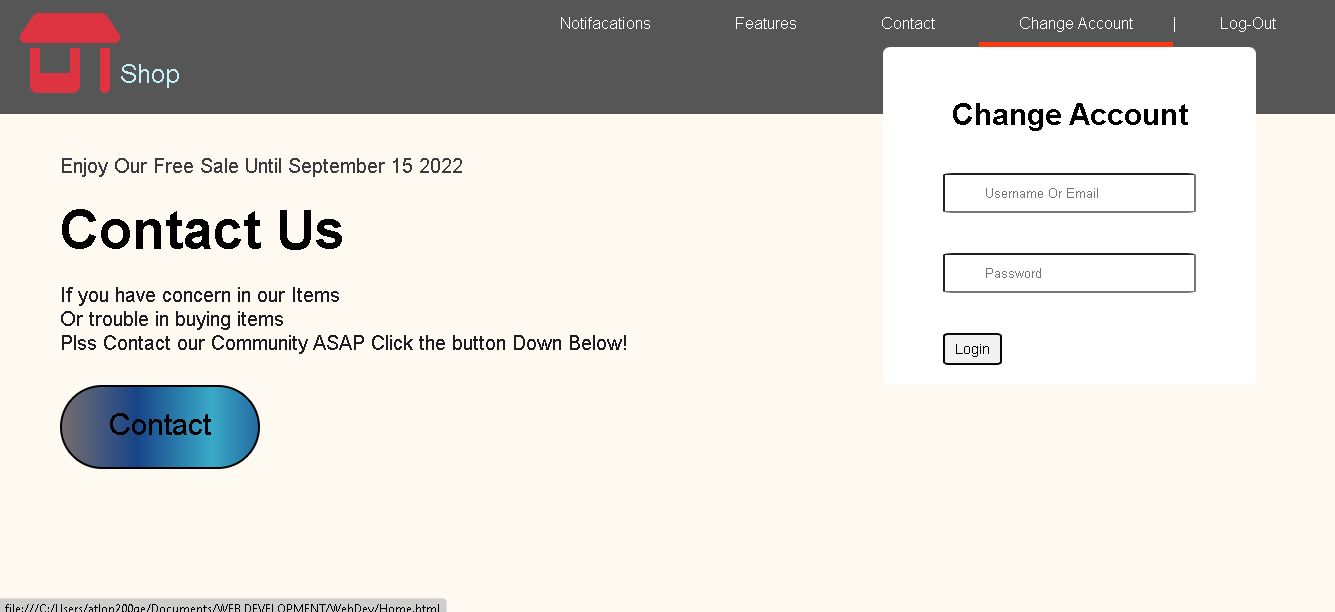 Notifacations Features Contact Change Account | Log-Out
Shop
Change Account
Enjoy Our Free Sale Until September 15 2022
Username Or Email
Contact Us
Password
If you have concern in our Items
Or trouble in buying items
Plss Contact our Community ASAP Click the button Down Below!
Login
Contact
file:///C:/Users/atlon200ge/Documents/WEB DEVELOPMENT/WebDev/Home.html